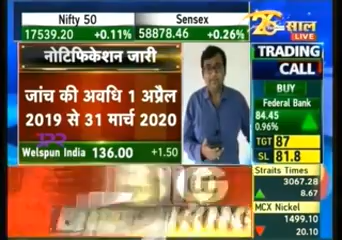 Nifty 50
17539.20 +0.11%
Sensex
58878.46 +0.26%
साल
LIVE
नोटिफिकेशन जारी
जांच की अवधि 1 अप्रैल
2019 से 31 मार्च 2020
Welspun India 136.00 +1.50
TRADING
CALL
BUY
Federal Bank
84.45
0.96%
TGT 87
SL 81.8
Straits Times
3067.28
8.67
MCX Nickel
1499.10
20.10